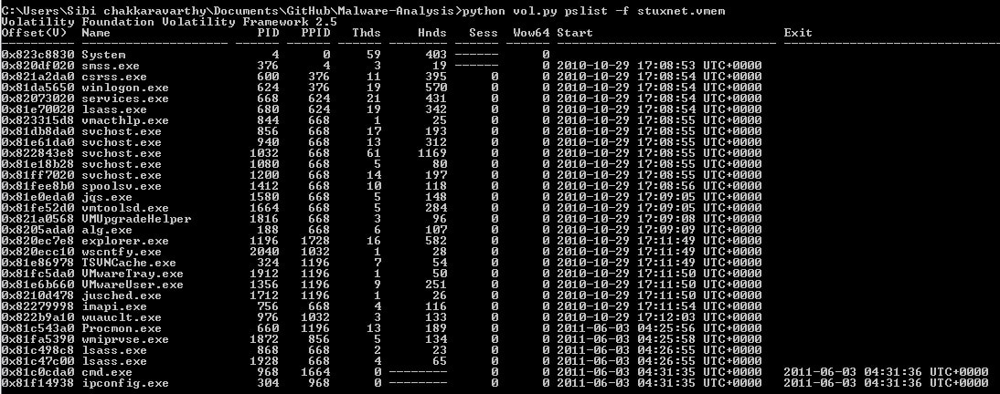 C:\Users\Sibi chakkaravarthy\Documents\GitHub\Malware-Analysis>python vol.py pslist -f stuxnet.vmem
Volatility Foundation Volatility Framework 2.5
Offset(V)  Name                    PID   PPID   Thds     Hnds   Sess  Wow64 Start                          Exit
0x823c8830 System                    4      0     59      403 ------      0
0x820df020 smss.exe                376      4      3       19 ------      0 2010-10-29 17:08:53 UTC+0000
0x821a2da0 csrss.exe               600    376     11      395      0      0 2010-10-29 17:08:54 UTC+0000
0x81da5650 winlogon.exe            624    376     19      570      0      0 2010-10-29 17:08:54 UTC+0000
0x82073020 services.exe            668    624     21      431      0      0 2010-10-29 17:08:54 UTC+0000
0x81e70020 lsass.exe               680    624     19      342      0      0 2010-10-29 17:08:54 UTC+0000
0x823315d8 vmacthlp.exe            844    668      1       25      0      0 2010-10-29 17:08:55 UTC+0000
0x81db8da0 svchost.exe             856    668     17      193      0      0 2010-10-29 17:08:55 UTC+0000
0x81e61da0 svchost.exe             940    668     13      312      0      0 2010-10-29 17:08:55 UTC+0000
0x822843e8 svchost.exe            1032    668     61     1169      0      0 2010-10-29 17:08:55 UTC+0000
0x81e18b28 svchost.exe            1080    668      5       80      0      0 2010-10-29 17:08:55 UTC+0000
0x81ff7020 svchost.exe            1200    668     14      197      0      0 2010-10-29 17:08:55 UTC+0000
0x81fee8b0 spoolsv.exe            1412    668     10      118      0      0 2010-10-29 17:08:56 UTC+0000
0x81e0eda0 jqs.exe                1580    668      5      148      0      0 2010-10-29 17:09:05 UTC+0000
0x81fe52d0 vmtoolsd.exe           1664    668      5      284      0      0 2010-10-29 17:09:05 UTC+0000
0x821a0568 VMUpgradeHelper        1816    668      3       96      0      0 2010-10-29 17:09:08 UTC+0000
0x8205ada0 alg.exe                 188    668      6      107      0      0 2010-10-29 17:09:09 UTC+0000
0x820ec7e8 explorer.exe           1196   1728     16      582      0      0 2010-10-29 17:11:49 UTC+0000
0x820ecc10 wscntfy.exe            2040   1032      1       28      0      0 2010-10-29 17:11:49 UTC+0000
0x81e86978 TSVNCache.exe           324   1196      7       54      0      0 2010-10-29 17:11:49 UTC+0000
0x81fc5da0 VMwareTray.exe         1912   1196      1       50      0      0 2010-10-29 17:11:50 UTC+0000
0x81e6b660 VMwareUser.exe         1356   1196      9      251      0      0 2010-10-29 17:11:50 UTC+0000
0x8210d478 jusched.exe            1712   1196      1       26      0      0 2010-10-29 17:11:50 UTC+0000
0x82279998 imapi.exe               756    668      4      116      0      0 2010-10-29 17:11:54 UTC+0000
0x822b9a10 wuauclt.exe             976   1032      3      133      0      0 2010-10-29 17:12:03 UTC+0000
0x81c543a0 Procmon.exe             660   1196     13      189      0      0 2011-06-03 04:25:56 UTC+0000
0x81fa5390 wmiprvse.exe           1872    856      5      134      0      0 2011-06-03 04:25:58 UTC+0000
0x81c498c8 lsass.exe               868    668      2       23      0      0 2011-06-03 04:26:55 UTC+0000
0x81c47c00 lsass.exe              1928    668      4       65      0      0 2011-06-03 04:26:55 UTC+0000
0x81c0cda0 cmd.exe                 968   1664      0 --------      0      0 2011-06-03 04:31:35 UTC+0000   2011-06-03 04:31:36 UTC+0000
0x81f14938 ipconfig.exe            304    968      0 --------      0      0 2011-06-03 04:31:35 UTC+0000   2011-06-03 04:31:36 UTC+0000